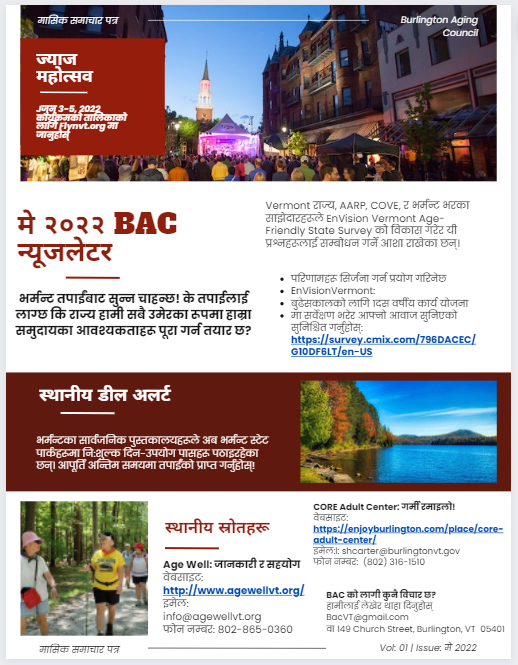 मासिक समाचार पत्र
Burlington Aging
Council
ज्याज
महोत्सव
जुन 3-5, 2022
कार्यक्रमको तालिकाको
लागि Flynvt.org मा
जानुहोस्
मे २०२२ BAC
न्यूजलेटर
भर्मन्ट तपाईंबाट सुन्न चाहन्छ! के तपाईलाई
लाग्छ कि राज्य हामी सबै उमेरका रूपमा हाम्रा
समुदायका आवश्यकताहरू पूरा गर्न तयार छ?
Vermont राज्य, AARP, COVE, र भर्मन्ट भरका
साझेदारहरूले EnVision Vermont Age-
Friendly State Survey को विकास गरेर यी
प्रश्नहरूलाई सम्बोधन गर्ने आशा राखेका छन्।
• परिणामहरू सिर्जना गर्न प्रयोग गरिनेछ
• EnVisionVermont:
• बुढेसकालको लागि 1दस वर्षीय कार्य योजना
• मा सर्वेक्षण भरेर आफ्नो आवाज सुनिएको
सुनिश्चित गर्नुहोस्:
https://survey.cmix.com/796DACEC/
G10DF6LT/en-US
स्थानीय डील अलर्ट
भर्मन्टका सार्वजनिक पुस्तकालयहरूले अब भर्मन्ट स्टेट
पार्कहरूमा नि:शुल्क दिन-उपयोग पासहरू पठाइरहेका
छन्। आपूर्ति अन्तिम समयमा तपाईंको प्राप्त गर्नुहोस्!
स्थानीय स्रोतहरू
Age Well: जानकारी र सहयोग
वेबसाइट:
http://www.agewellvt.org/
इमेल:
info@agewellvt.org
फोन नम्बर: 802-865-0360
CORE Adult Center: गर्मी रमाइलो!
वेबसाइट:
https://enjoyburlington.com/place/core-
adult-center/
इमेल: shcarter@burlingtonvt.gov
फोन नम्बर: (802) 316-1510
BAC को लागी कुनै विचार छ?
हामीलाई लेखेर थाहा दिनुहोस्
BacVT@gmail.com
वा 149 Church Street, Burlington, VT 05401
मासिक समाचार पत्र
Vol: 01 | Issue: मे 2022